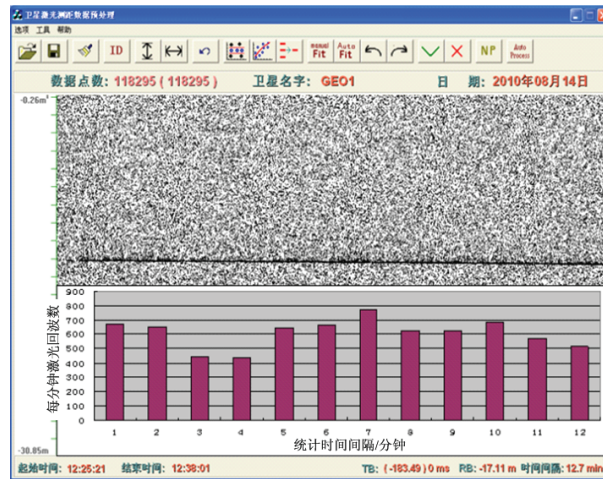 卫星激光测距数据预处理
选项 工具 帮助
ID equal Fit Auto Fit NP Auto Process
数据点数: 118295 ( 118295 ) 卫星名字: GEO1 日 期: 2010年08月14日
-0.26m
900
800
700
600
500
400
300
200
100
0
每分钟激光回波数
1 2 3 4 5 6 7 8 9 10 11 12
统计时间间隔/分钟
-30.85m
起始时间: 12:25:21 结束时间: 12:38:01 TB: ( -183.49 ) 0 ms RB: -17.11 m 时间间隔: 12.7 min